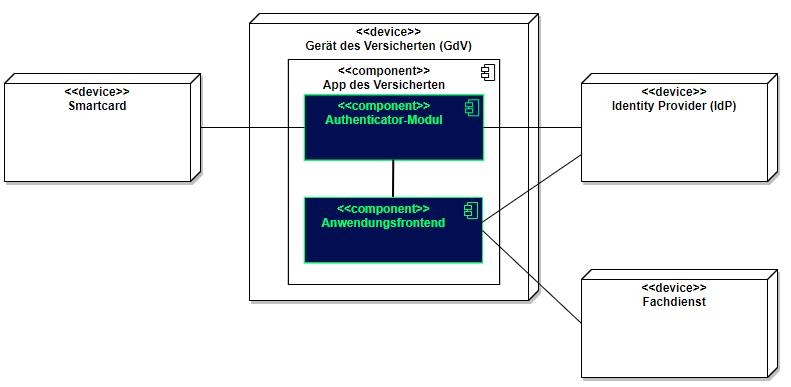 <<device>>
Gerät des Versicherten (GdV)
<<component>>
App des Versicherten
<<device>>
Smartcard
<<component>>
Authenticator-Modul
<<device>>
Identity Provider (IdP)
<<component>>
Anwendungsfrontend
<<device>>
Fachdienst